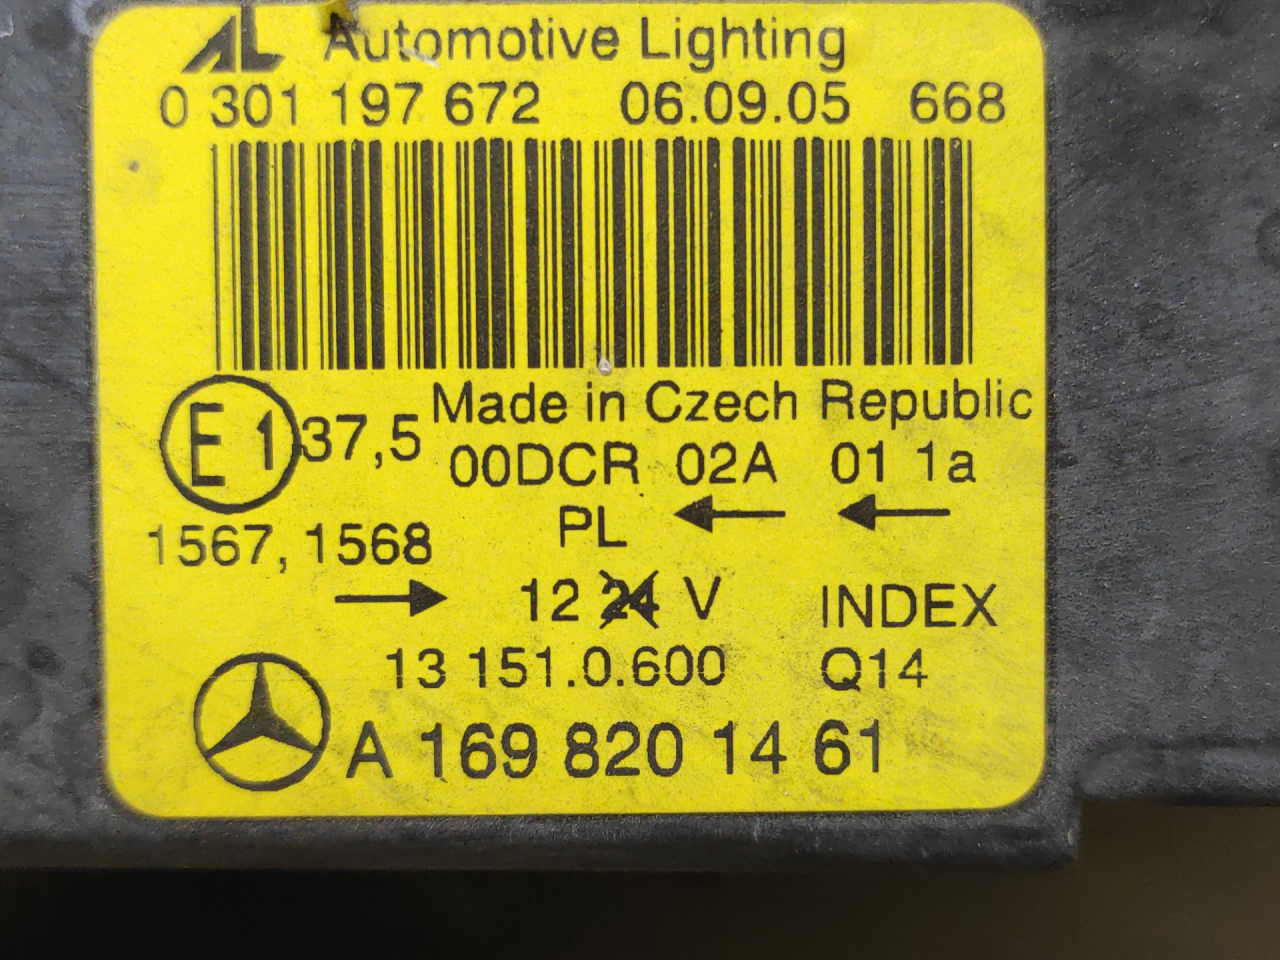 AL Automotive Lighting
0 301 197 672 06.09.05 668
Made in Czech Republic
E1 37,5 00DCR 02A 01 1a
PL ← ←
1567, 1568
→ 12 24 V INDEX
13 151.0.600 Q14
A 169 820 14 61